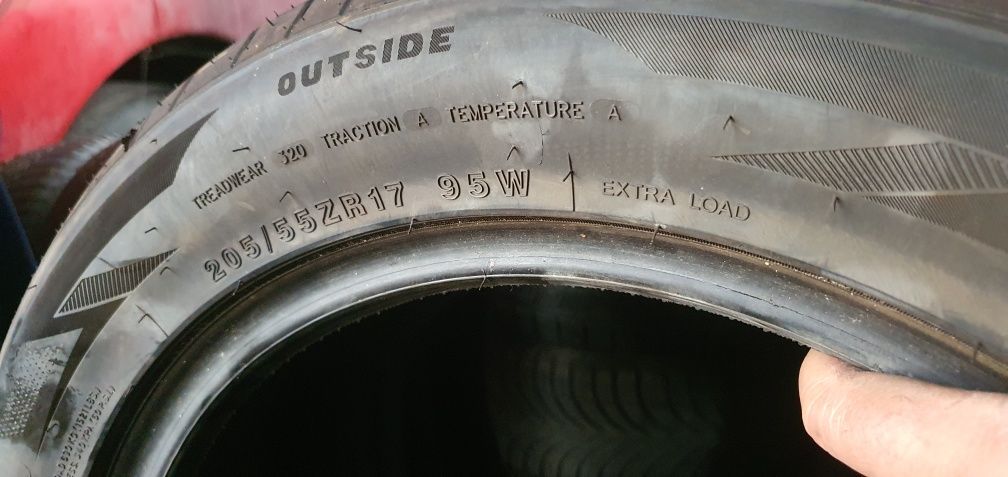 OUTSIDE
TREADWEAR 320 TRACTION A TEMPERATURE A
205/55ZR17 95W EXTRA LOAD